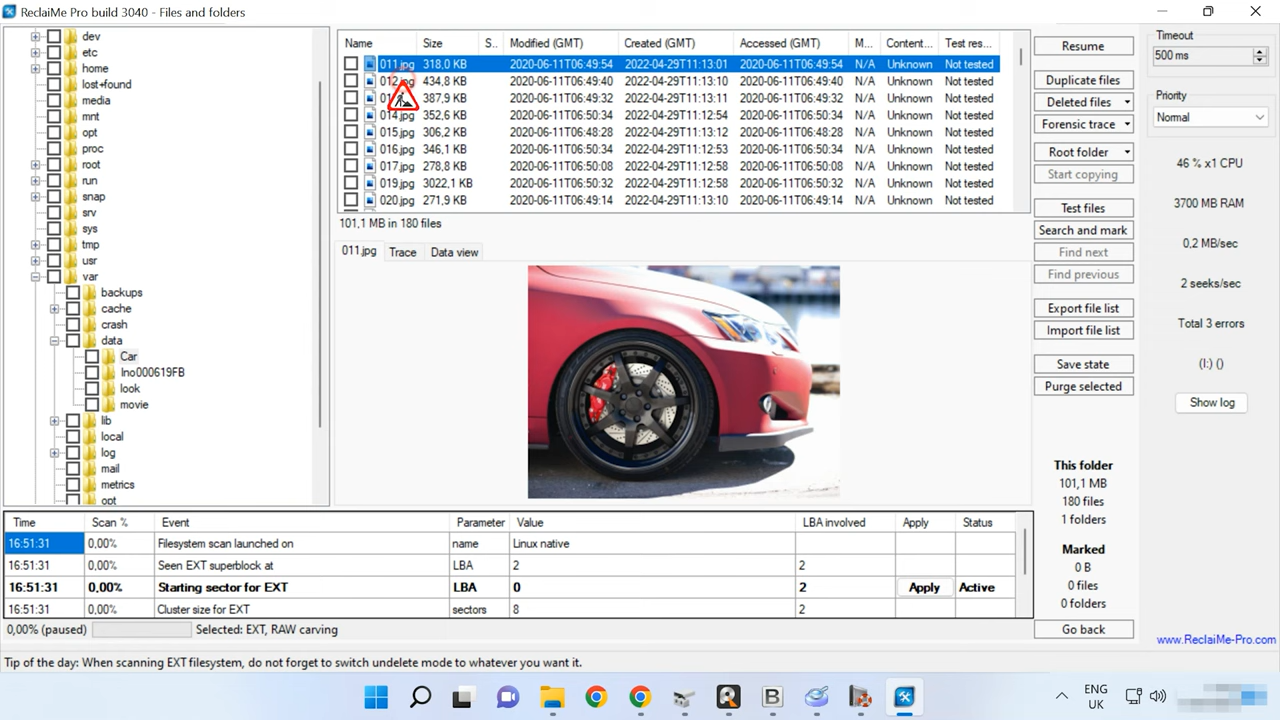 ReclaiMe Pro build 3040 - Files and folders
dev
etc
home
lost+found
media
mnt
opt
proc
root
run
snap
srv
sys
tmp
usr
var
backups
cache
crash
data
Car
Ino000619FB
look
movie
lib
local
log
mail
metrics
opt
Name Size S.. Modified (GMT) Created (GMT) Accessed (GMT) M... Content... Test res...
011.jpg 318,0 KB 2020-06-11T06:49:54 2022-04-29T11:13:01 2020-06-11T06:49:54 N/A Unknown Not tested
012.jpg 434,8 KB 2020-06-11T06:49:40 2022-04-29T11:13:10 2020-06-11T06:49:40 N/A Unknown Not tested
387,9 KB 2020-06-11T06:49:32 2022-04-29T11:13:11 2020-06-11T06:49:32 N/A Unknown Not tested
014.jpg 352,6 KB 2020-06-11T06:50:30 2022-04-29T11:12:54 2020-06-11T06:50:30 N/A Unknown Not tested
015.jpg 306,2 KB 2020-06-11T06:48:28 2022-04-29T11:13:12 2020-06-11T06:48:28 N/A Unknown Not tested
016.jpg 346,1 KB 2020-06-11T06:50:30 2022-04-29T11:12:53 2020-06-11T06:50:30 N/A Unknown Not tested
017.jpg 278,8 KB 2020-06-11T06:50:08 2022-04-29T11:12:58 2020-06-11T06:50:08 N/A Unknown Not tested
019.jpg 3022,1 KB 2020-06-11T06:50:32 2022-04-29T11:12:58 2020-06-11T06:50:32 N/A Unknown Not tested
020.jpg 271,9 KB 2020-06-11T06:49:14 2022-04-29T11:13:10 2020-06-11T06:49:14 N/A Unknown Not tested
101,1 MB in 180 files
011.jpg Trace Data view
Resume
Duplicate files
Deleted files
Forensic trace
Root folder
Start copying
Test files
Search and mark
Find next
Find previous
Export file list
Import file list
Save state
Purge selected
This folder
101,1 MB
180 files
1 folders
Marked
0 B
0 files
0 folders
Go back
Timeout
500 ms
Priority
Normal
46 % x1 CPU
3700 MB RAM
0,2 MB/sec
2 seeks/sec
Total 3 errors
(I:) ()
Show log
www.ReclaiMe-Pro.com
Time Scan % Event Parameter Value LBA involved Apply Status
16:51:31 0,00% Filesystem scan launched on name Linux native
16:51:31 0,00% Seen EXT superblock at LBA 2 2
16:51:31 0,00% Starting sector for EXT LBA 0 2 Apply Active
16:51:31 0,00% Cluster size for EXT sectors 8 2
0,00% (paused) Selected: EXT, RAW carving
Tip of the day: When scanning EXT filesystem, do not forget to switch undelete mode to whatever you want it.
B
ENG
UK